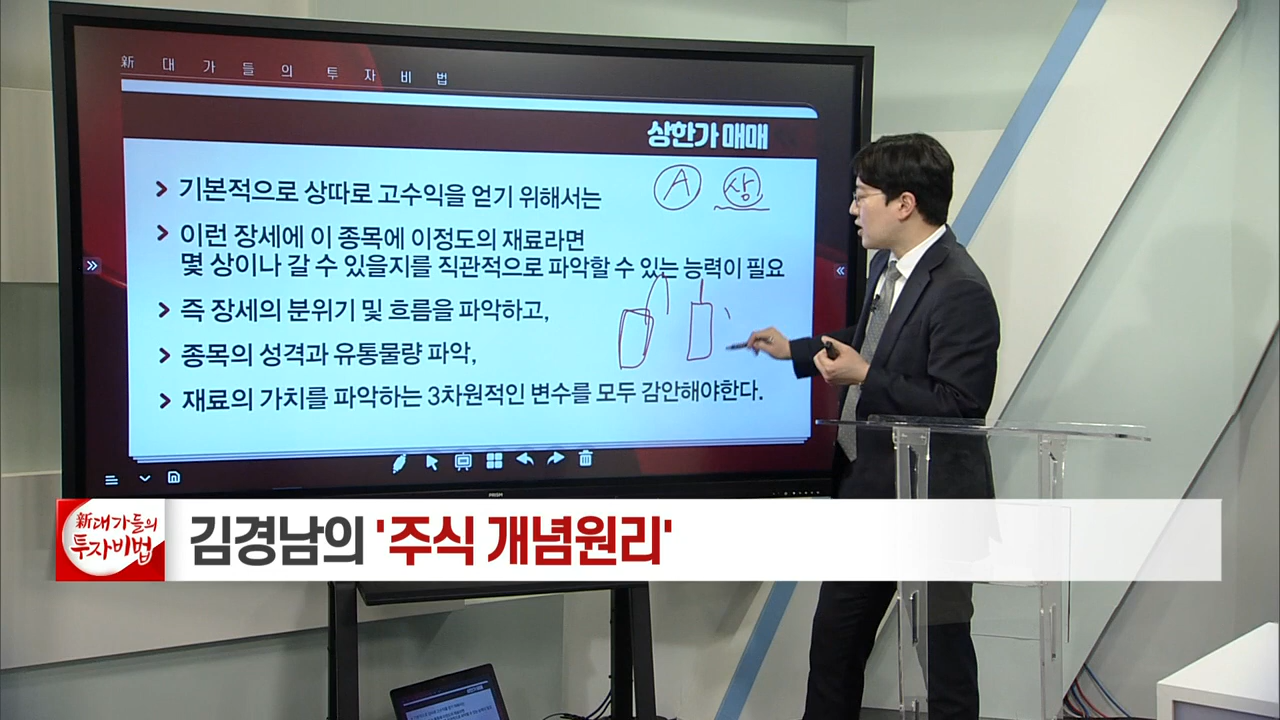 新 대 가 들 의 투 자 비 법
상한가 매매
기본적으로 상따로 고수익을 얻기 위해서는
A 상
이런 장세에 이 종목에 이정도의 재료라면
몇 상이나 갈 수 있을지를 직관적으로 파악할 수 있는 능력이 필요
즉 장세의 분위기 및 흐름을 파악하고,
종목의 성격과 유통물량 파악,
재료의 가치를 파악하는 3차원적인 변수를 모두 감안해야한다.
PRISM
新대가들의
투자비법
김경남의 '주식 개념원리'